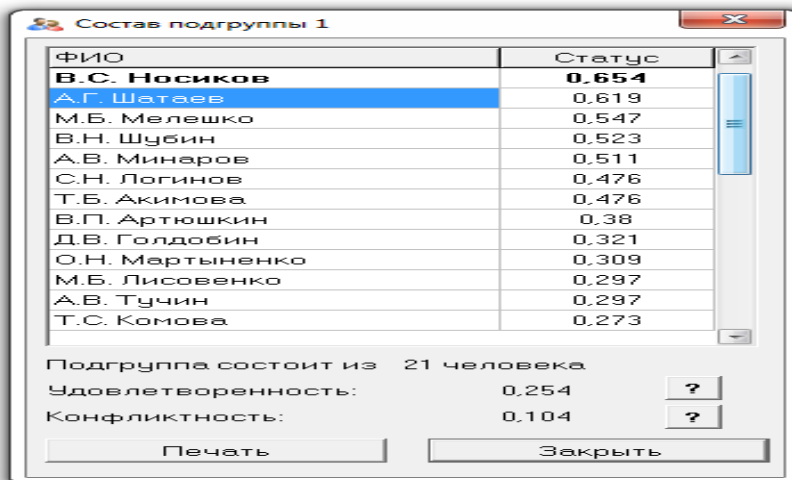 Состав подгруппы 1
ФИО Статус
В.С. Носиков 0,654
А.Г. Шатаев 0,619
М.Б. Мелешко 0,547
В.Н. Шубин 0,523
А.В. Минаров 0,511
С.Н. Логинов 0,476
Т.Б. Акимова 0,476
В.П. Артюшкин 0,38
Д.В. Голдобин 0,321
О.Н. Мартыненко 0,309
М.Б. Лисовенко 0,297
А.В. Тучин 0,297
Т.С. Комова 0,273
Подгруппа состоит из 21 человека
Удовлетворенность: 0,254 ?
Конфликтность: 0,104 ?
Печать Закрыть